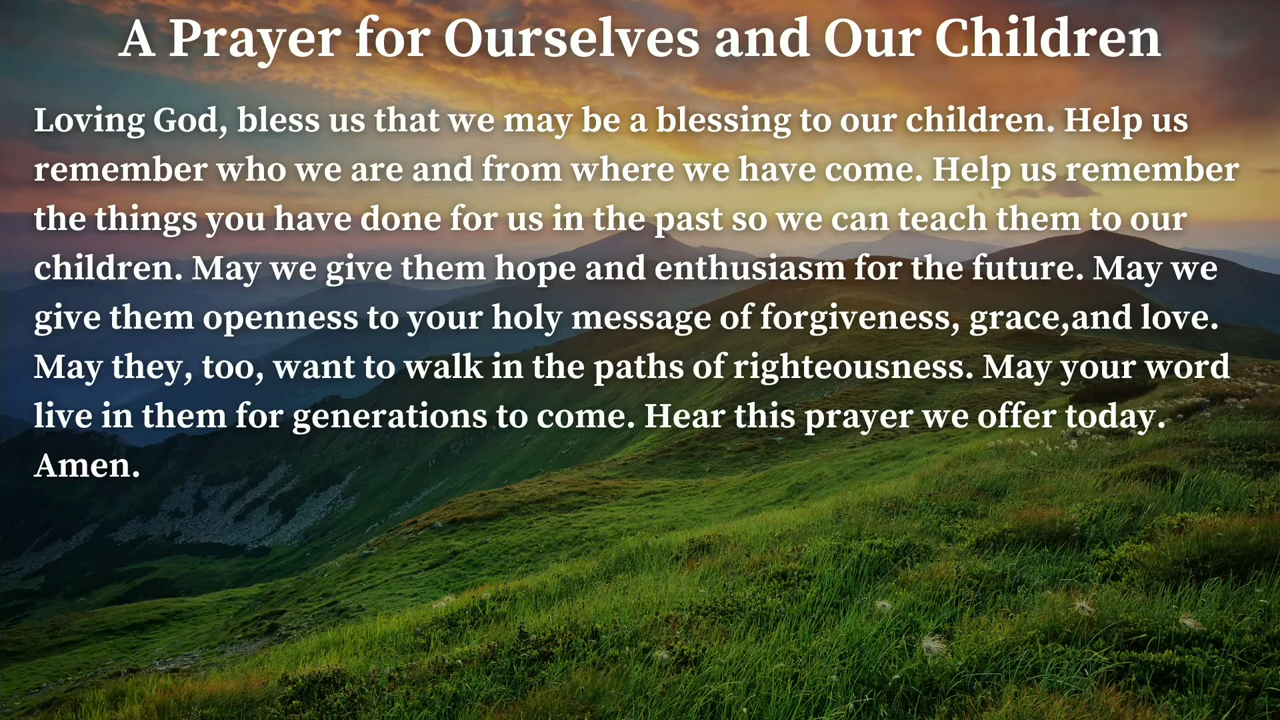 A Prayer for Ourselves and Our Children
Loving God, bless us that we may be a blessing to our children. Help us
remember who we are and from where we have come. Help us remember
the things you have done for us in the past so we can teach them to our
children. May we give them hope and enthusiasm for the future. May we
give them openness to your holy message of forgiveness, grace,and love.
May they, too, want to walk in the paths of righteousness. May your word
live in them for generations to come. Hear this prayer we offer today.
Amen.